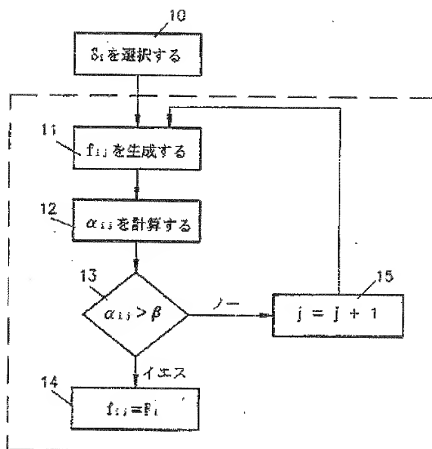 10
Siを選択する
11
fijを生成する
12
αijを計算する
13
αij>β
ノー
15
j = j + 1
イエス
14
fij=Fi